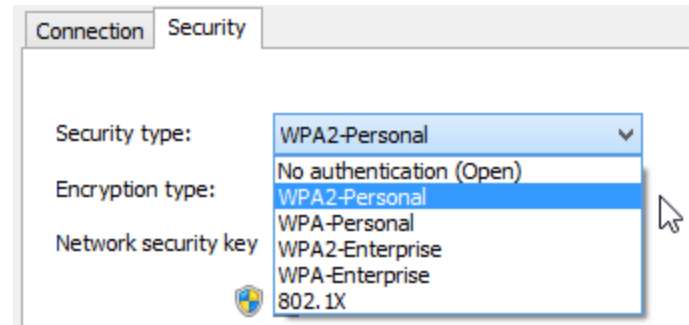 Connection Security
Security type: WPA2-Personal
No authentication (Open)
Encryption type: WPA2-Personal
WPA-Personal
Network security key WPA2-Enterprise
WPA-Enterprise
802.1X